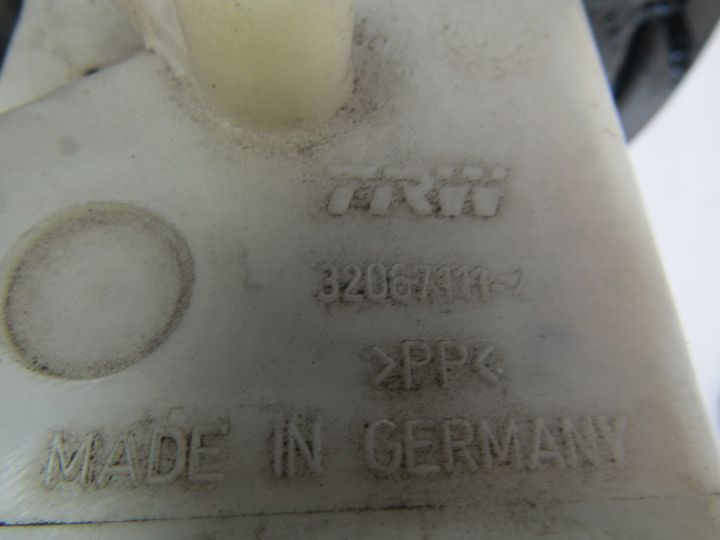 TRW
32067111-2
>PP<
MADE IN GERMANY